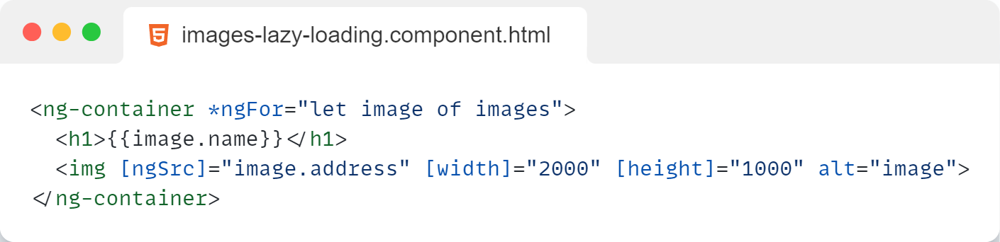 images-lazy-loading.component.html
<ng-container *ngFor="let image of images">
  <h1>{{image.name}}</h1>
  <img [ngSrc]="image.address" [width]="2000" [height]="1000" alt="image">
</ng-container>